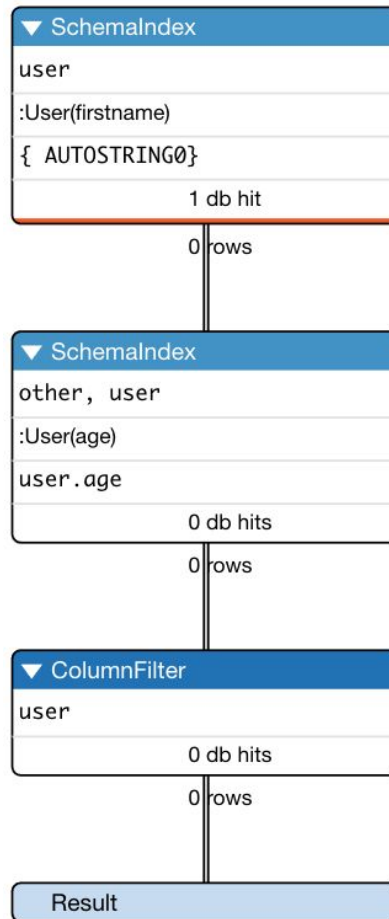 ▼ SchemaIndex
user
:User(firstname)
{ AUTOSTRING0}
1 db hit
0 rows
▼ SchemaIndex
other, user
:User(age)
user.age
0 db hits
0 rows
▼ ColumnFilter
user
0 db hits
0 rows
Result